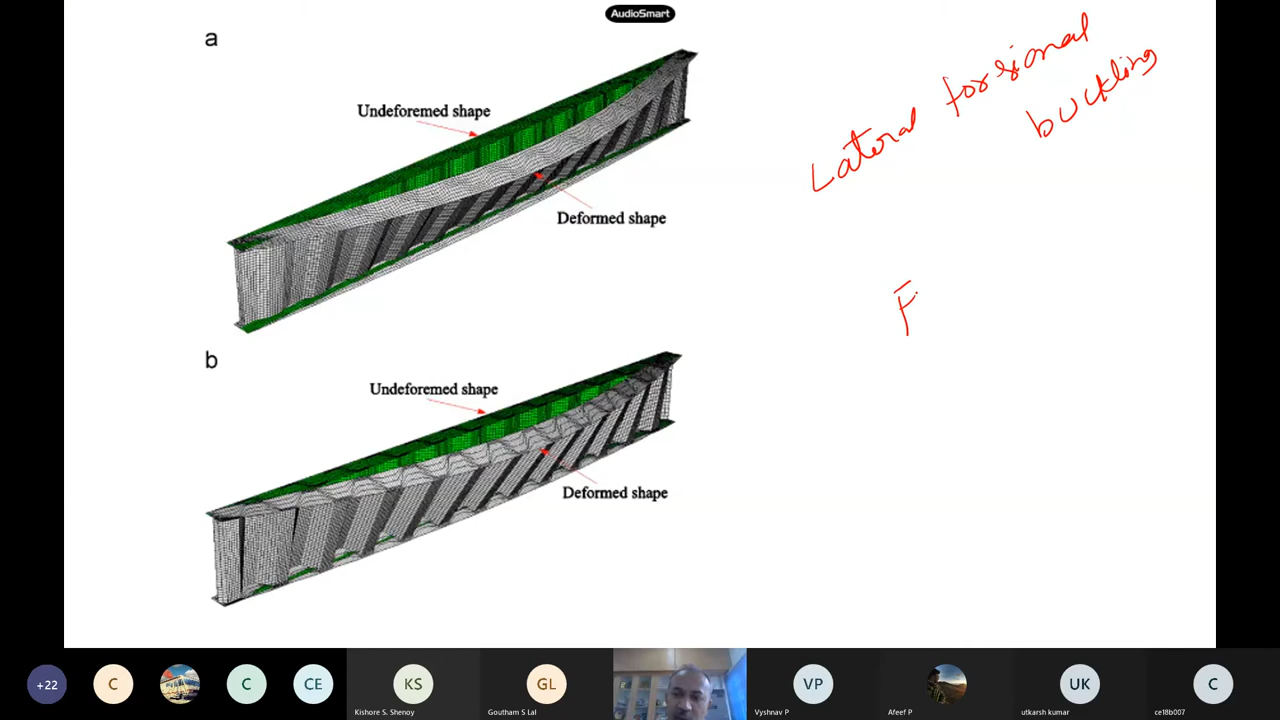 AudioSmart
a
Undeforemed shape
Deformed shape
Lateral torsional
buckling
F
b
Undeforemed shape
Deformed shape
+22
C
C
CE
KS
Kishore S. Shenoy
GL
Goutham S Lal
VP
Vyshnav P
Afeef P
UK
utkarsh kumar
C
ce18b007